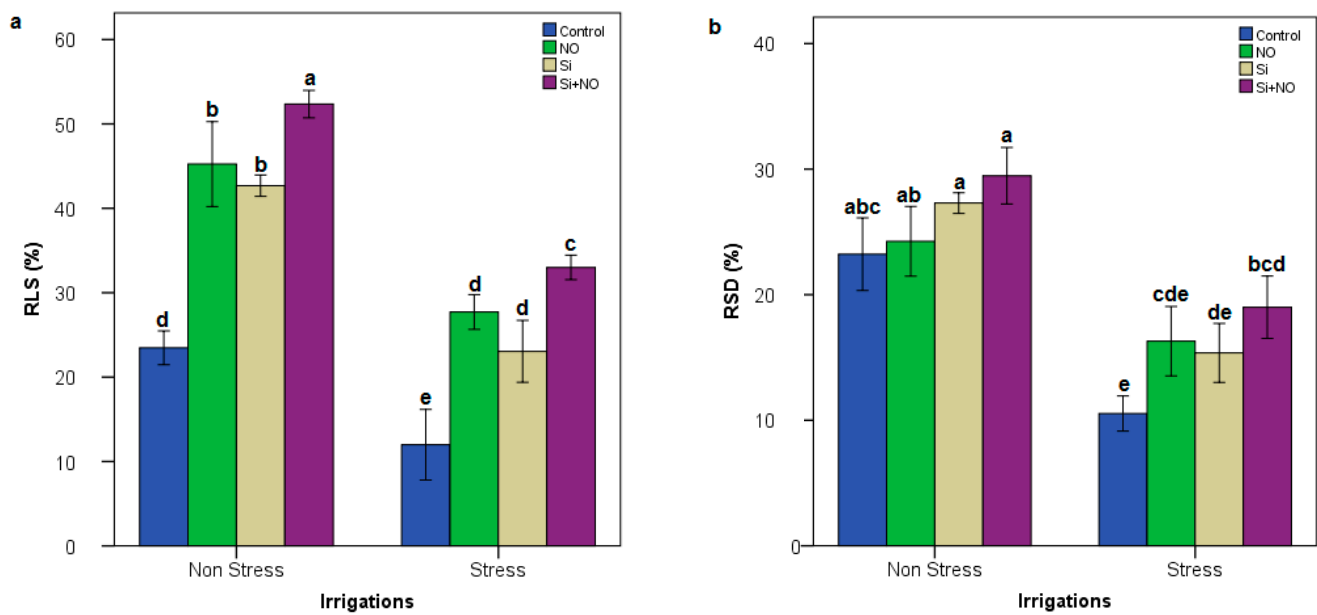 a
60
50
40
30
20
10
0
RLS (%)
Control
NO
Si
Si+NO
d
b
b
a
e
d
d
c
Non Stress
Stress
Irrigations
b
40
30
20
10
0
RSD (%)
Control
NO
Si
Si+NO
abc
ab
a
a
e
cde
de
bcd
Non Stress
Stress
Irrigations